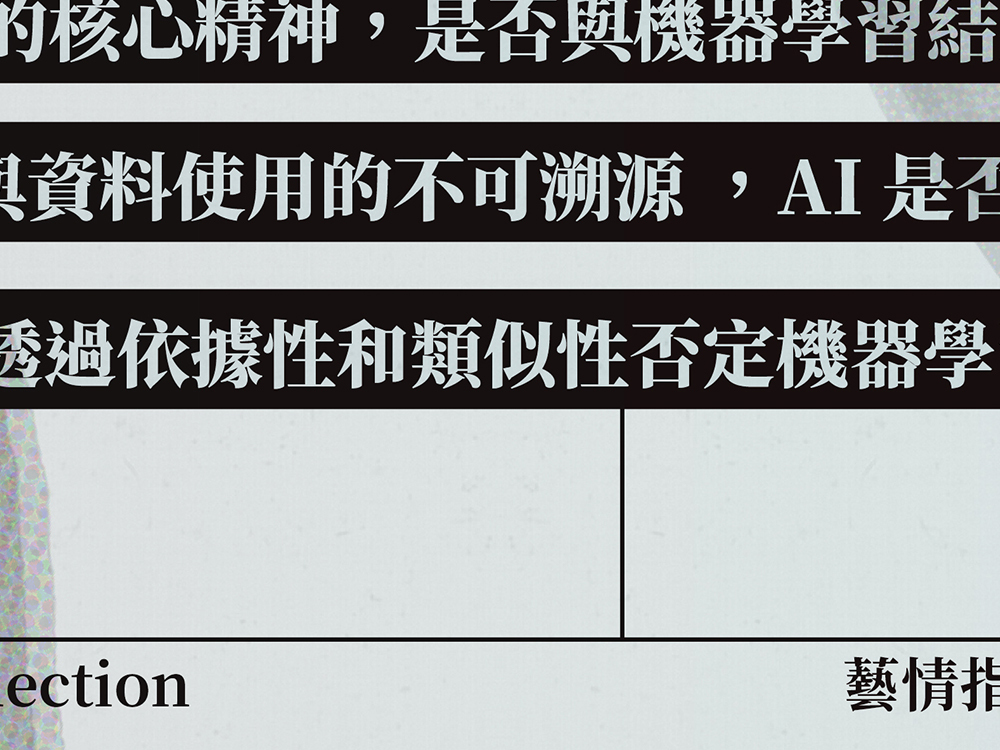 的核心精神，是否與機器學習結
與資料使用的不可溯源，AI 是否
透過依據性和類似性否定機器學
lection
藝情指